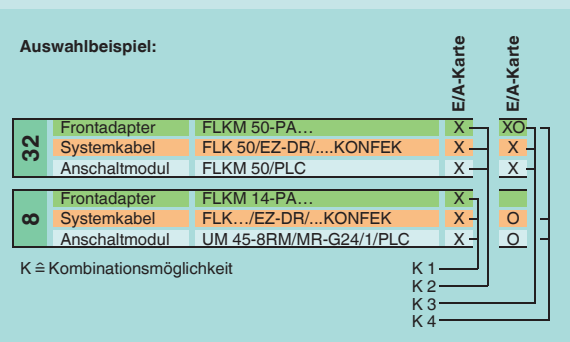 Auswahlbeispiel:
E/A-Karte
E/A-Karte
32
Frontadapter FLKM 50-PA… X XO
Systemkabel FLK 50/EZ-DR/....KONFEK X X
Anschaltmodul FLKM 50/PLC X X
8
Frontadapter FLKM 14-PA… X
Systemkabel FLK…/EZ-DR/...KONFEK X O
Anschaltmodul UM 45-8RM/MR-G24/1/PLC X O
K ≙ Kombinationsmöglichkeit
K 1
K 2
K 3
K 4